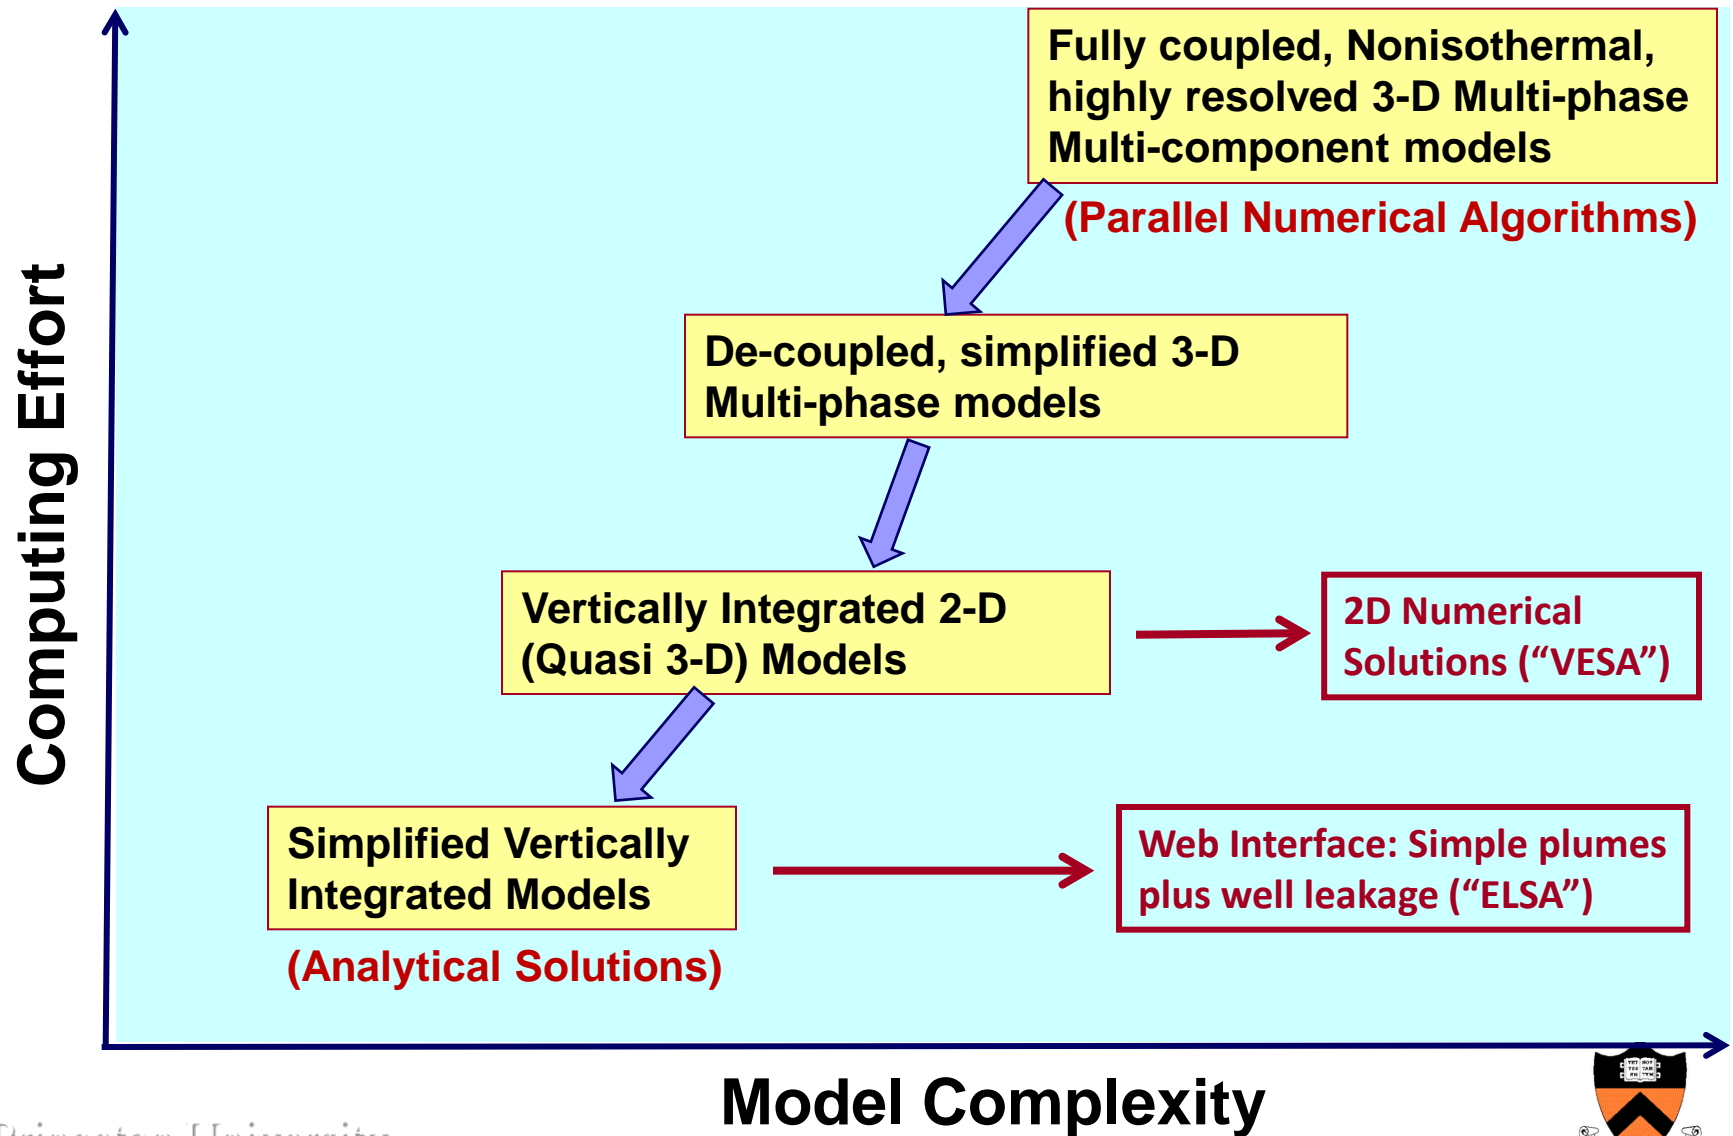 Fully coupled, Nonisothermal,
highly resolved 3-D Multi-phase
Multi-component models
(Parallel Numerical Algorithms)
De-coupled, simplified 3-D
Multi-phase models
Computing Effort
Vertically Integrated 2-D
(Quasi 3-D) Models
2D Numerical
Solutions (“VESA”)
Simplified Vertically
Integrated Models
(Analytical Solutions)
Web Interface: Simple plumes
plus well leakage (“ELSA”)
Model Complexity
Princeton University